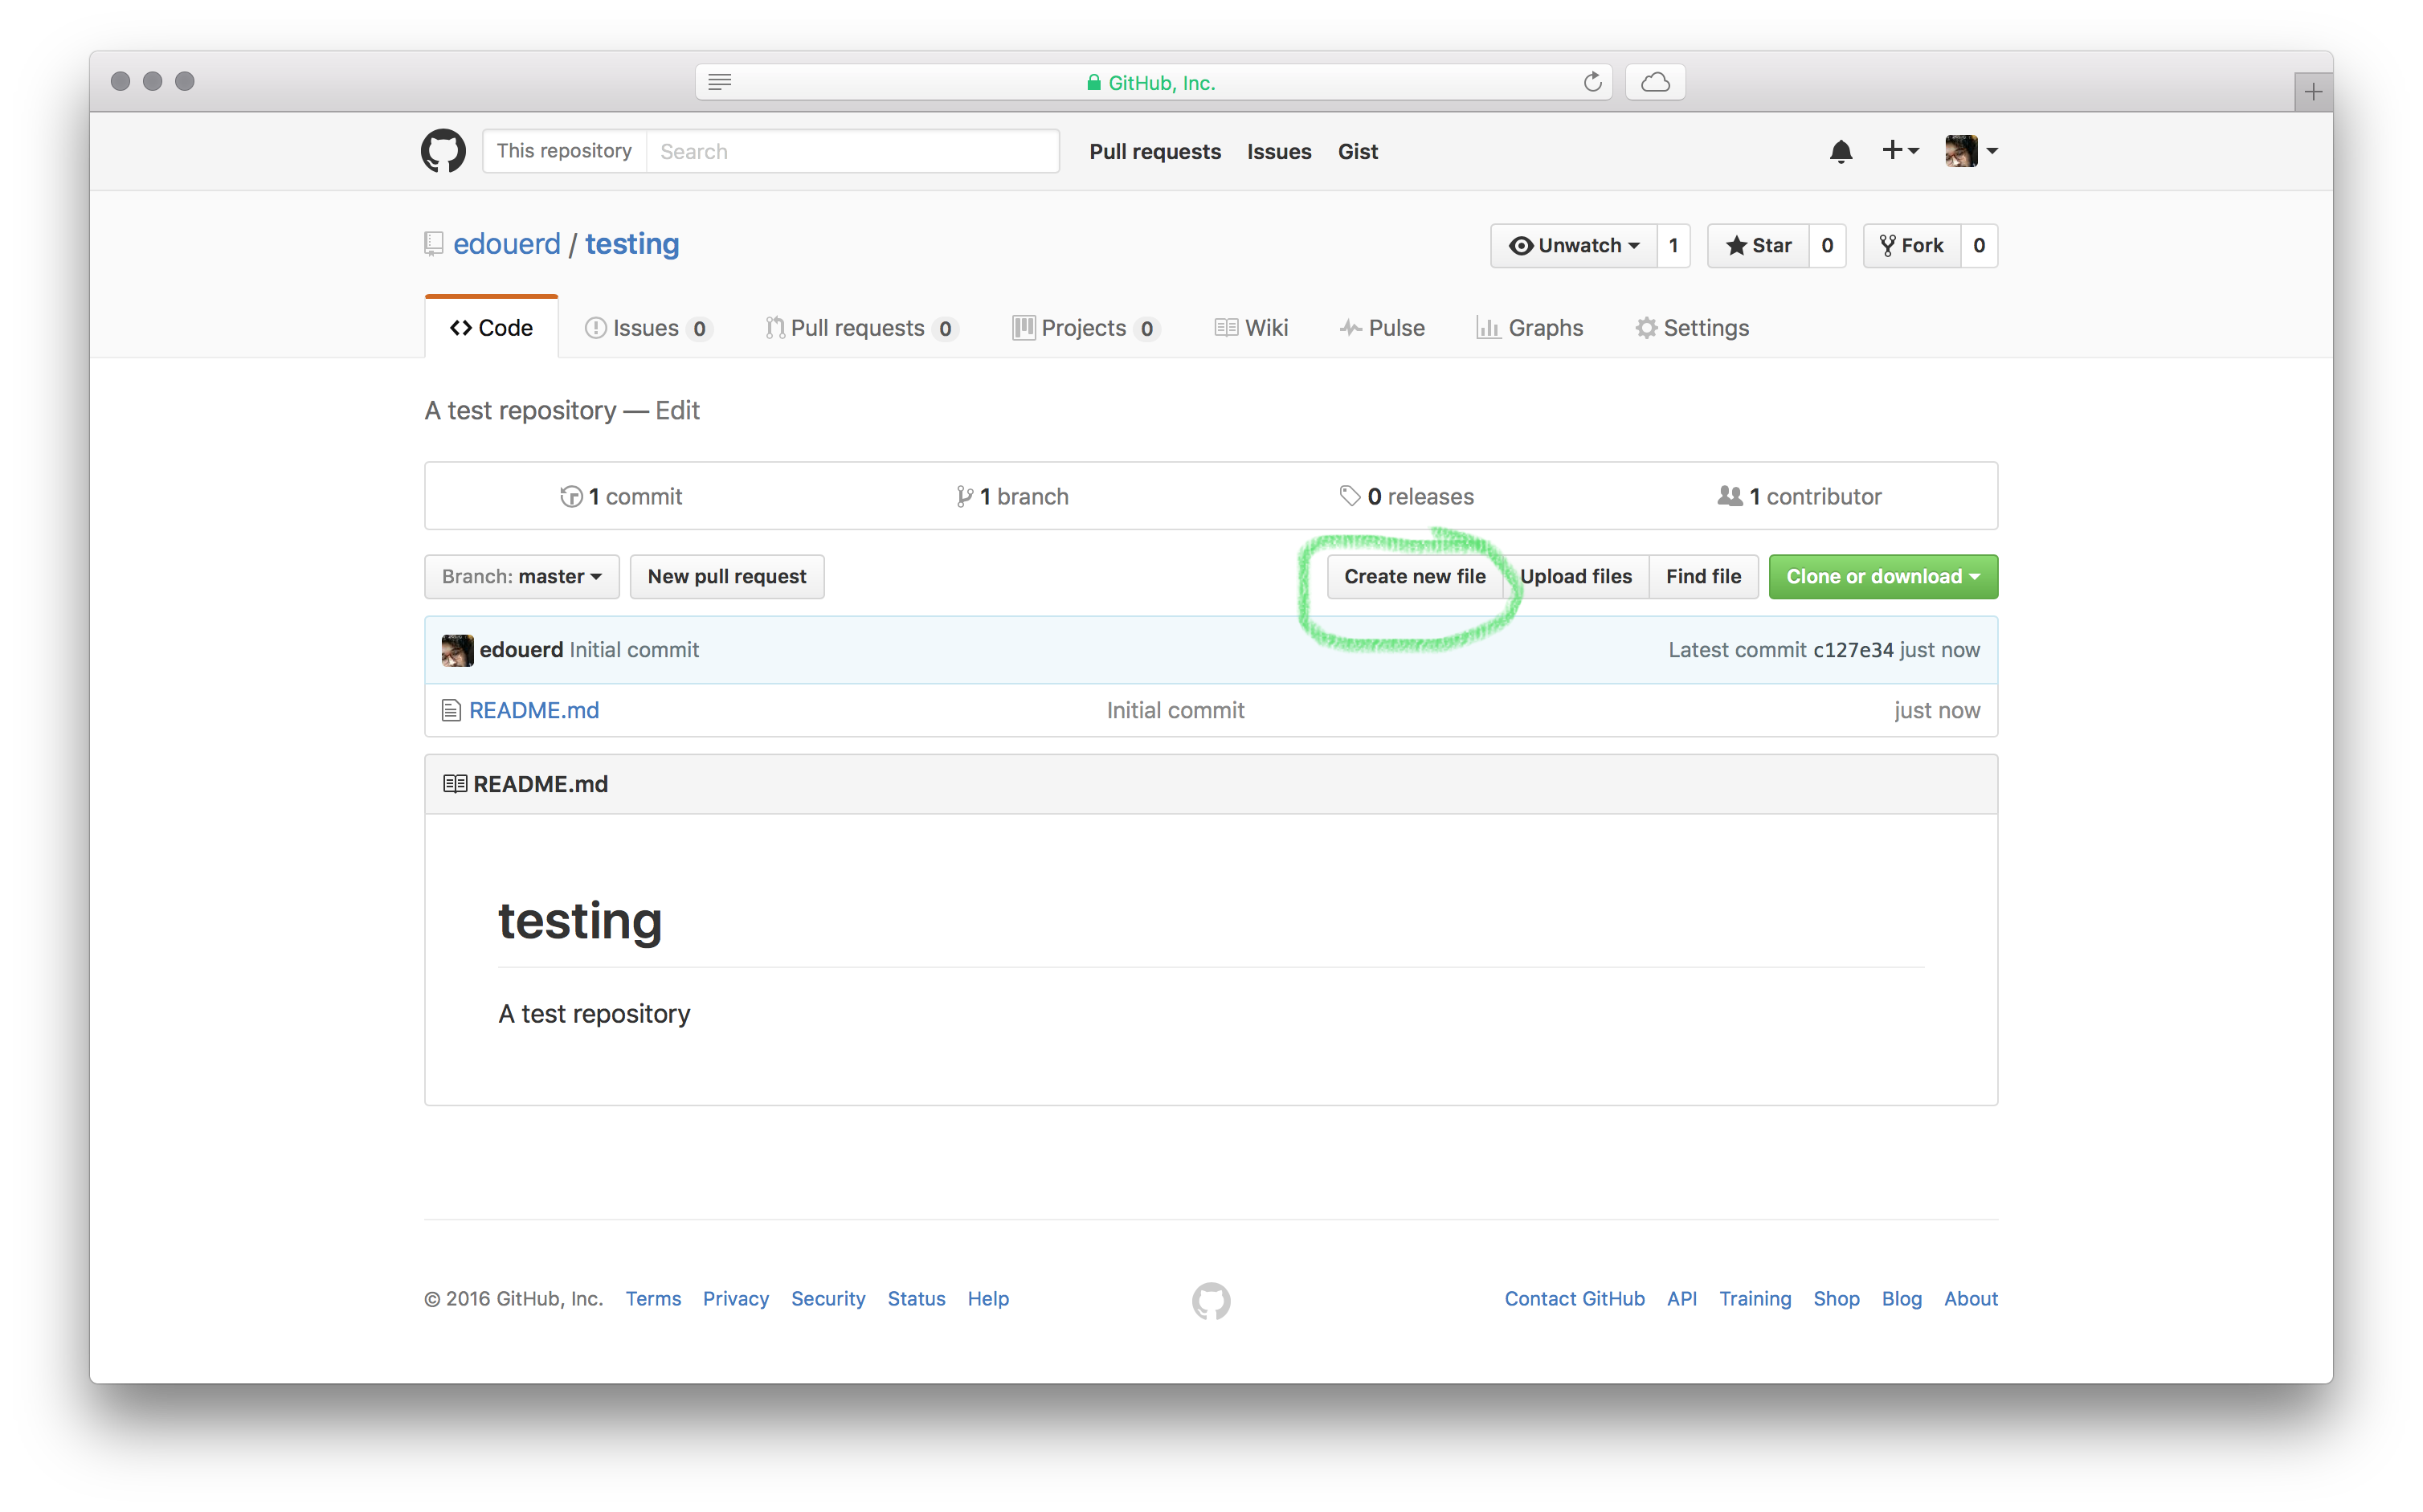 GitHub, Inc.
This repository Search Pull requests Issues Gist
edouerd / testing Unwatch 1 Star 0 Fork 0
Code Issues 0 Pull requests 0 Projects 0 Wiki Pulse Graphs Settings
A test repository — Edit
1 commit 1 branch 0 releases 1 contributor
Branch: master New pull request Create new file Upload files Find file Clone or download
edouerd Initial commit Latest commit c127e34 just now
README.md Initial commit just now
README.md
testing
A test repository
© 2016 GitHub, Inc. Terms Privacy Security Status Help Contact GitHub API Training Shop Blog About